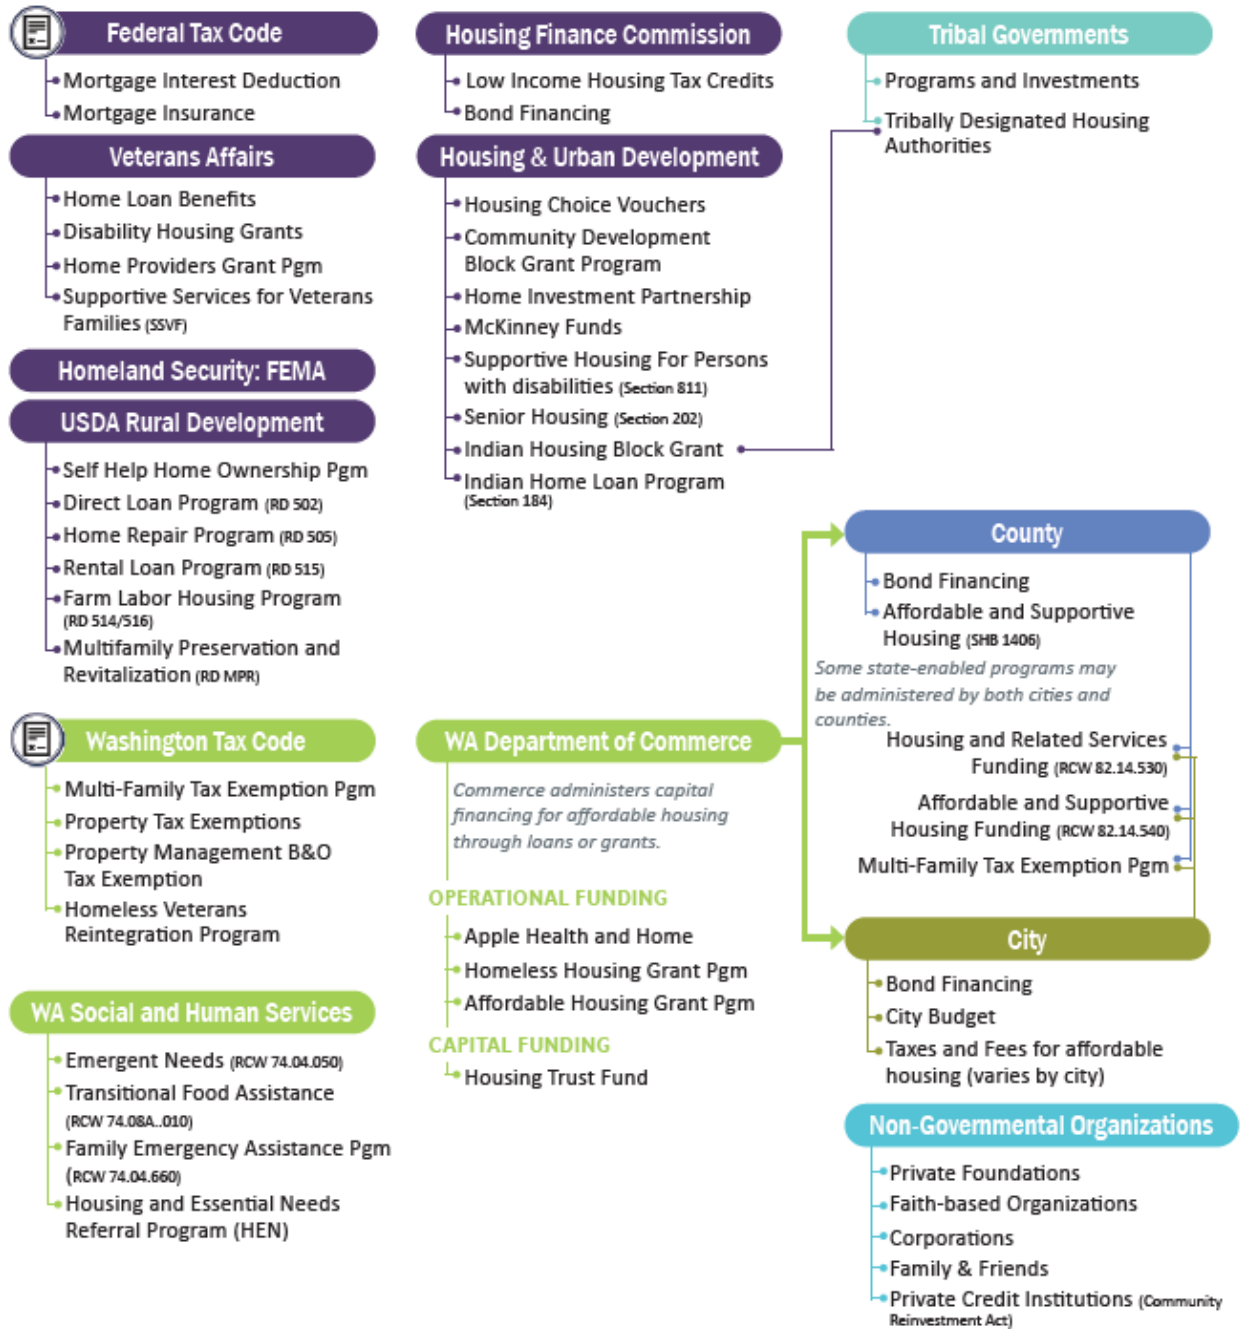 Federal Tax Code
Mortgage Interest Deduction
Mortgage Insurance
Veterans Affairs
Home Loan Benefits
Disability Housing Grants
Home Providers Grant Pgm
Supportive Services for Veterans
Families (SSVF)
Homeland Security: FEMA
USDA Rural Development
Self Help Home Ownership Pgm
Direct Loan Program (RD 502)
Home Repair Program (RD 505)
Rental Loan Program (RD 515)
Farm Labor Housing Program
(RD 514/516)
Multifamily Preservation and
Revitalization (RD MPR)
Washington Tax Code
Multi-Family Tax Exemption Pgm
Property Tax Exemptions
Property Management B&O
Tax Exemption
Homeless Veterans
Reintegration Program
WA Social and Human Services
Emergent Needs (RCW 74.04.050)
Transitional Food Assistance
(RCW 74.08A..010)
Family Emergency Assistance Pgm
(RCW 74.04.660)
Housing and Essential Needs
Referral Program (HEN)
Housing Finance Commission
Low Income Housing Tax Credits
Bond Financing
Housing & Urban Development
Housing Choice Vouchers
Community Development
Block Grant Program
Home Investment Partnership
McKinney Funds
Supportive Housing For Persons
with disabilities (Section 811)
Senior Housing (Section 202)
Indian Housing Block Grant
Indian Home Loan Program
(Section 184)
WA Department of Commerce
Commerce administers capital
financing for affordable housing
through loans or grants.
OPERATIONAL FUNDING
Apple Health and Home
Homeless Housing Grant Pgm
Affordable Housing Grant Pgm
CAPITAL FUNDING
Housing Trust Fund
Tribal Governments
Programs and Investments
Tribally Designated Housing
Authorities
County
Bond Financing
Affordable and Supportive
Housing (SHB 1406)
Some state-enabled programs may
be administered by both cities and
counties.
Housing and Related Services
Funding (RCW 82.14.530)
Affordable and Supportive
Housing Funding (RCW 82.14.540)
Multi-Family Tax Exemption Pgm
City
Bond Financing
City Budget
Taxes and Fees for affordable
housing (varies by city)
Non-Governmental Organizations
Private Foundations
Faith-based Organizations
Corporations
Family & Friends
Private Credit Institutions (Community
Reinvestment Act)